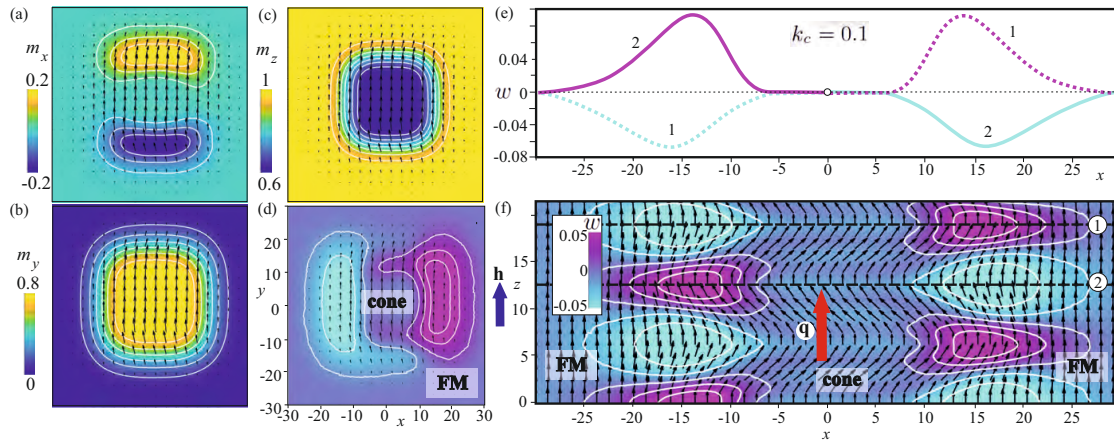 (a)
m_x
0.2
-0.2
(c)
m_z
1
0.6
(b)
m_y
0.8
0
(d)
30
20
10
y
0
-10
-20
-30
-30 -20 -10 0 10 20 30
x
cone
FM
h
(e)
k_c = 0.1
0.04
w 0
-0.04
-0.08
2
1
1
2
-25 -20 -15 -10 -5 0 5 10 15 20 25
x
(f)
w
0.05
0
-0.05
20
15
z
10
5
0
1
2
q
FM
cone
FM
-25 -20 -15 -10 -5 0 5 10 15 20 25
x